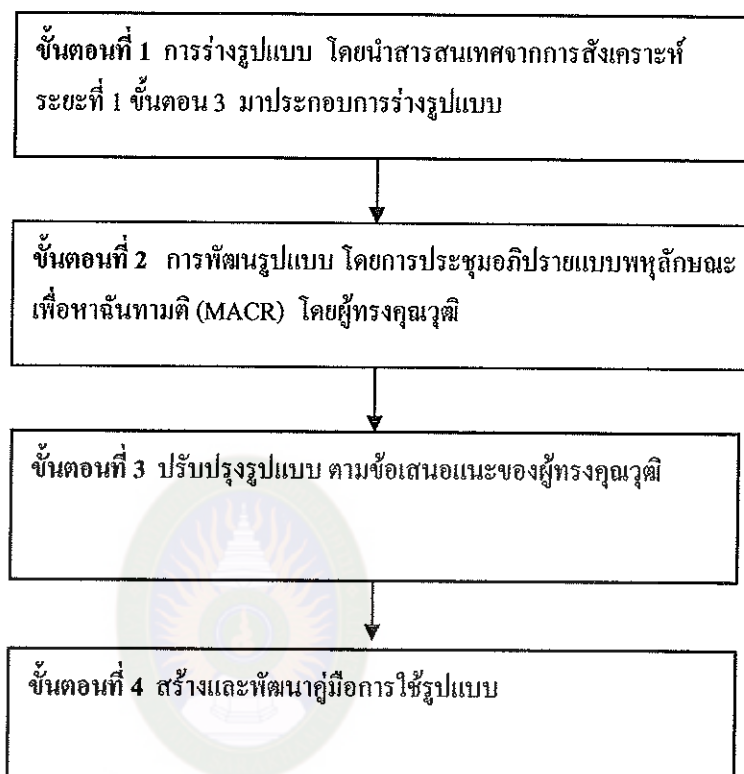 ขั้นตอนที่ 1 การร่างรูปแบบ โดยนำสารสนเทศจากการสังเคราะห์
ระยะที่ 1 ขั้นตอน 3 มาประกอบการร่างรูปแบบ
ขั้นตอนที่ 2 การพัฒนรูปแบบ โดยการประชุมอภิปรายแบบพหุลักษณะ
เพื่อหาฉันทามติ (MACR) โดยผู้ทรงคุณวุฒิ
ขั้นตอนที่ 3 ปรับปรุงรูปแบบ ตามข้อเสนอแนะของผู้ทรงคุณวุฒิ
ขั้นตอนที่ 4 สร้างและพัฒนาคู่มือการใช้รูปแบบ